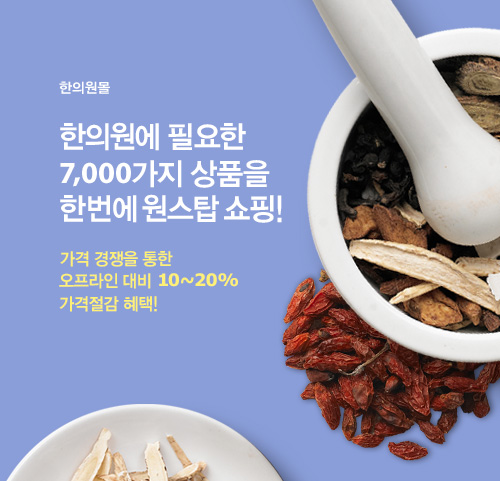 한의원몰
한의원에 필요한
7,000가지 상품을
한번에 원스탑 쇼핑!
가격 경쟁을 통한
오프라인 대비 10~20%
가격절감 혜택!